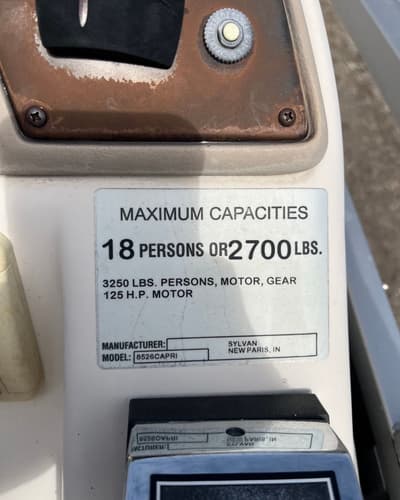 MAXIMUM CAPACITIES
18 PERSONS OR 2700 LBS.
3250 LBS. PERSONS, MOTOR, GEAR
125 H.P. MOTOR
MANUFACTURER: SYLVAN
NEW PARIS, IN
MODEL: 8526CAPRI